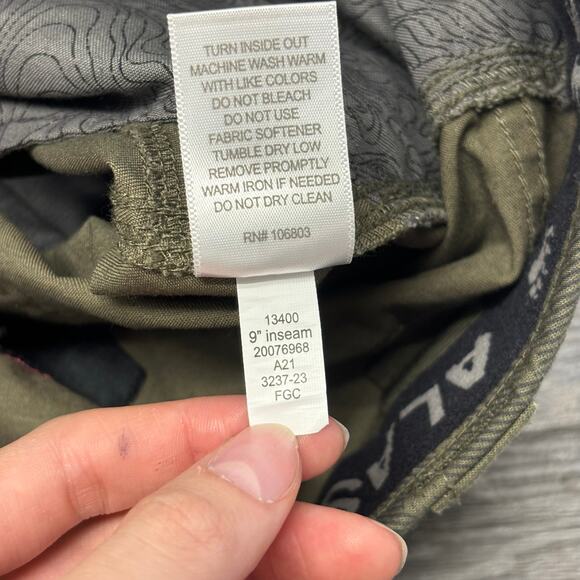 TURN INSIDE OUT
MACHINE WASH WARM
WITH LIKE COLORS
DO NOT BLEACH
DO NOT USE
FABRIC SOFTENER
TUMBLE DRY LOW
REMOVE PROMPTLY
WARM IRON IF NEEDED
DO NOT DRY CLEAN
RN# 106803
13400
9" inseam
20076968
A21
3237-23
FGC
ALAS